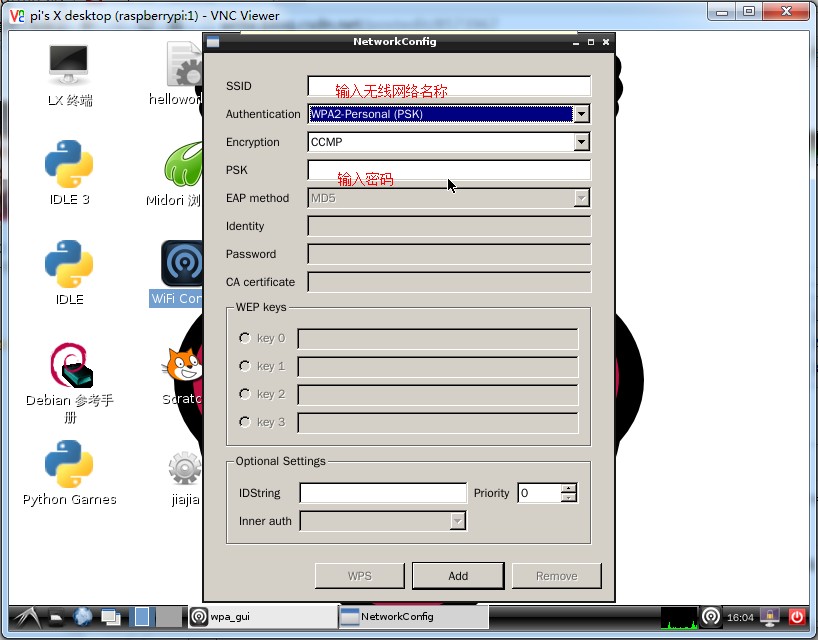 pi's X desktop (raspberrypi:1) - VNC Viewer
NetworkConfig
LX 终端
IDLE 3
IDLE
Debian 参考手
册
Python Games
hellowor
Midori 浏
WiFi Con
Scratc
jiajia
SSID
输入无线网络名称
Authentication
WPA2-Personal (PSK)
Encryption
CCMP
PSK
输入密码
EAP method
MD5
Identity
Password
CA certificate
WEP keys
key 0
key 1
key 2
key 3
Optional Settings
IDString
Priority
0
Inner auth
WPS
Add
Remove
wpa_gui
NetworkConfig
16:04